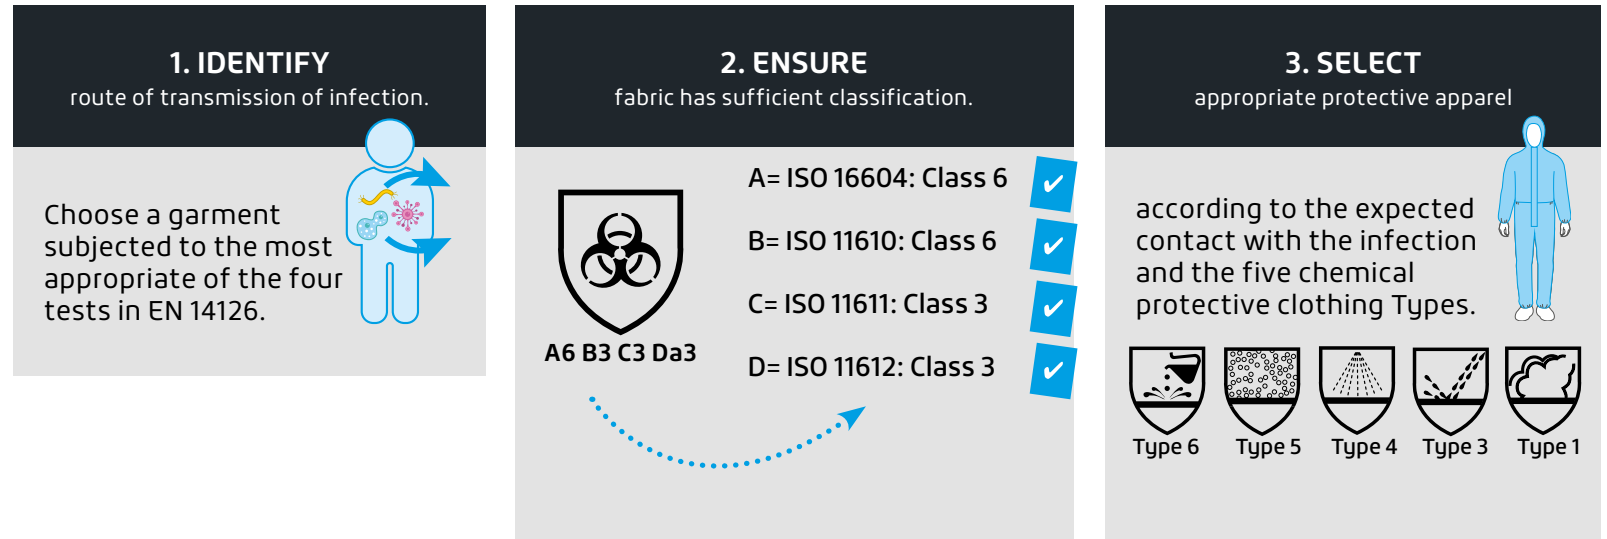 1. IDENTIFY
route of transmission of infection.
Choose a garment
subjected to the most
appropriate of the four
tests in EN 14126.
2. ENSURE
fabric has sufficient classification.
A6 B3 C3 Da3
A= ISO 16604: Class 6
B= ISO 11610: Class 6
C= ISO 11611: Class 3
D= ISO 11612: Class 3
3. SELECT
appropriate protective apparel
according to the expected
contact with the infection
and the five chemical
protective clothing Types.
Type 6 Type 5 Type 4 Type 3 Type 1